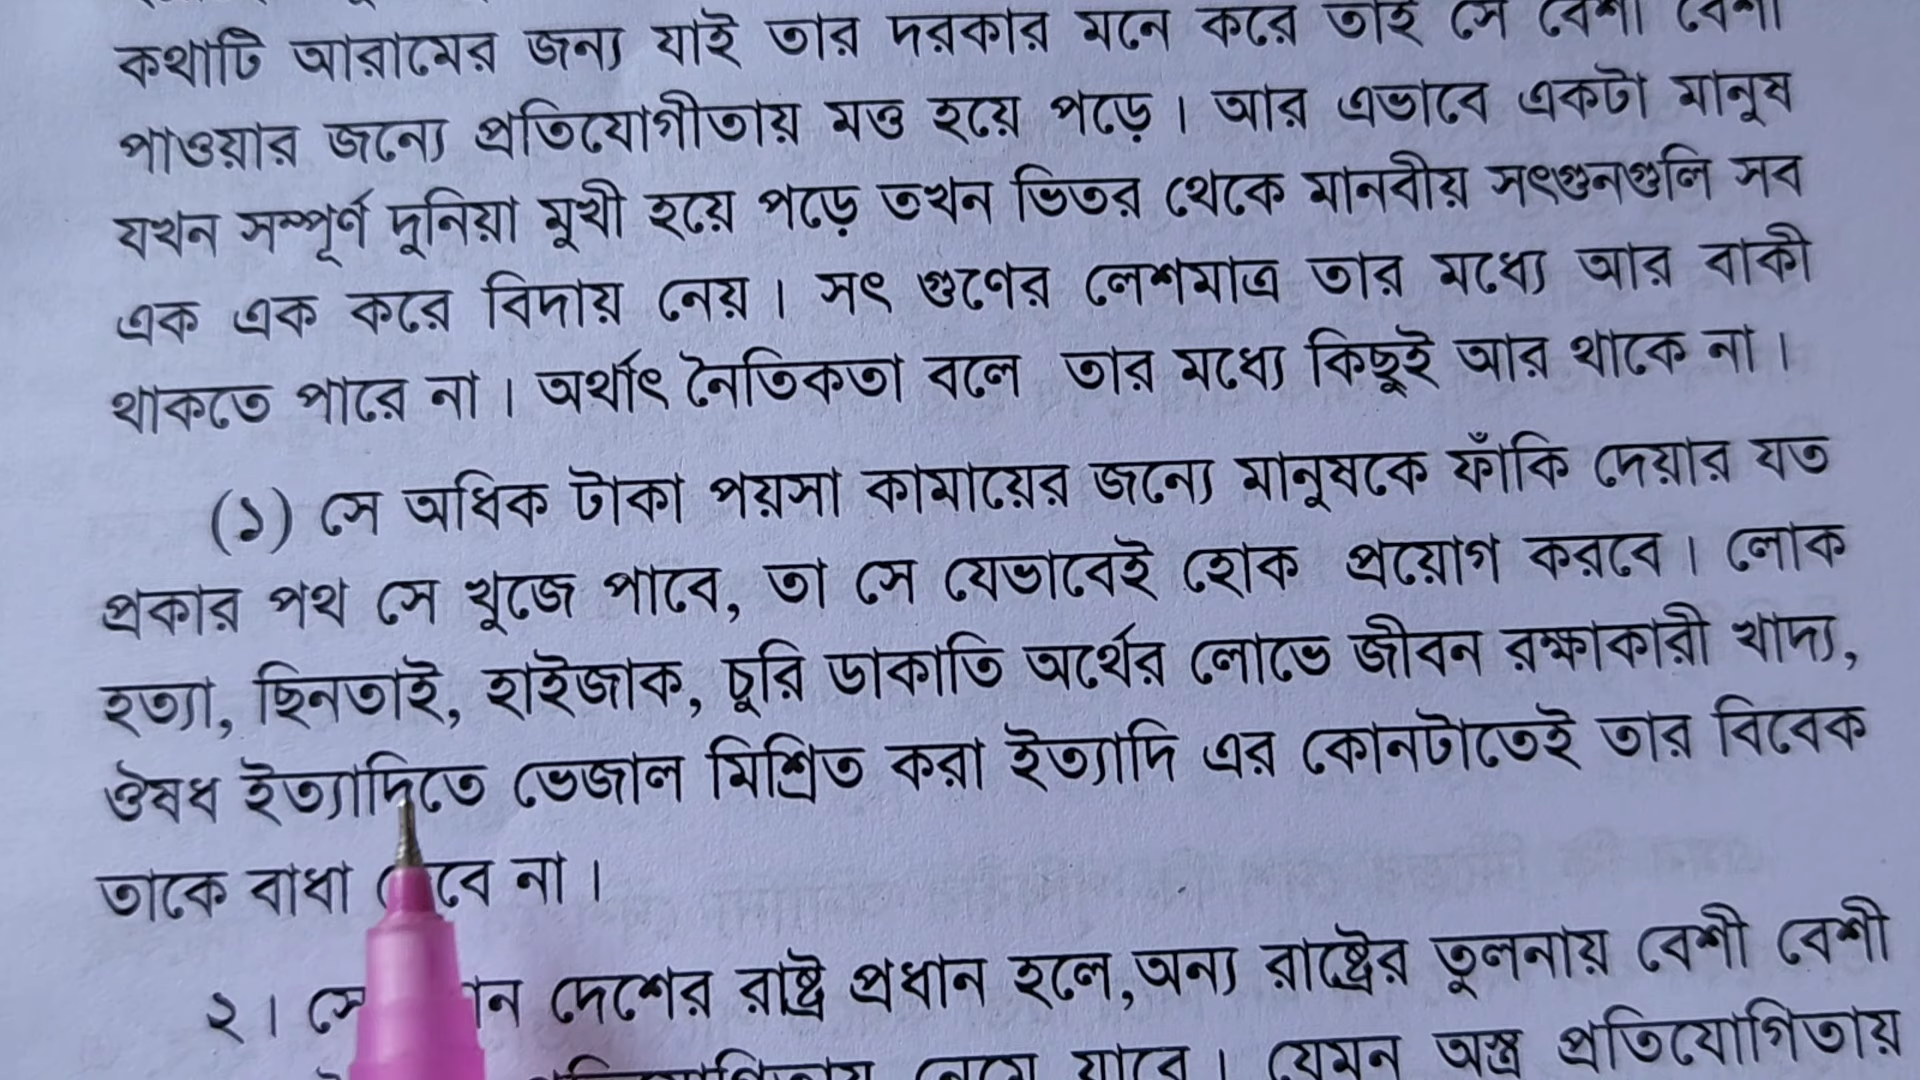 কথাটি আরামের জন্য যাই তার দরকার মনে করে তাই সে বেশী বেশী
পাওয়ার জন্যে প্রতিযোগীতায় মত্ত হয়ে পড়ে । আর এভাবে একটা মানুষ
যখন সম্পূর্ণ দুনিয়া মুখী হয়ে পড়ে তখন ভিতর থেকে মানবীয় সৎগুনগুলি সব
এক এক করে বিদায় নেয় । সৎ গুণের লেশমাত্র তার মধ্যে আর বাকী
থাকতে পারে না । অর্থাৎ নৈতিকতা বলে তার মধ্যে কিছুই আর থাকে না ।
(১) সে অধিক টাকা পয়সা কামায়ের জন্যে মানুষকে ফাঁকি দেয়ার যত
প্রকার পথ সে খুজে পাবে, তা সে যেভাবেই হোক প্রয়োগ করবে । লোক
হত্যা, ছিনতাই, হাইজাক, চুরি ডাকাতি অর্থের লোভে জীবন রক্ষাকারী খাদ্য,
ঔষধ ইত্যাদিতে ভেজাল মিশ্রিত করা ইত্যাদি এর কোনটাতেই তার বিবেক
তাকে বাধা না ।
২ । দেশের রাষ্ট্র প্রধান হলে,অন্য রাষ্ট্রের তুলনায় বেশী বেশী
নেমে যাবে । যেমন অস্ত্র প্রতিযোগিতায়